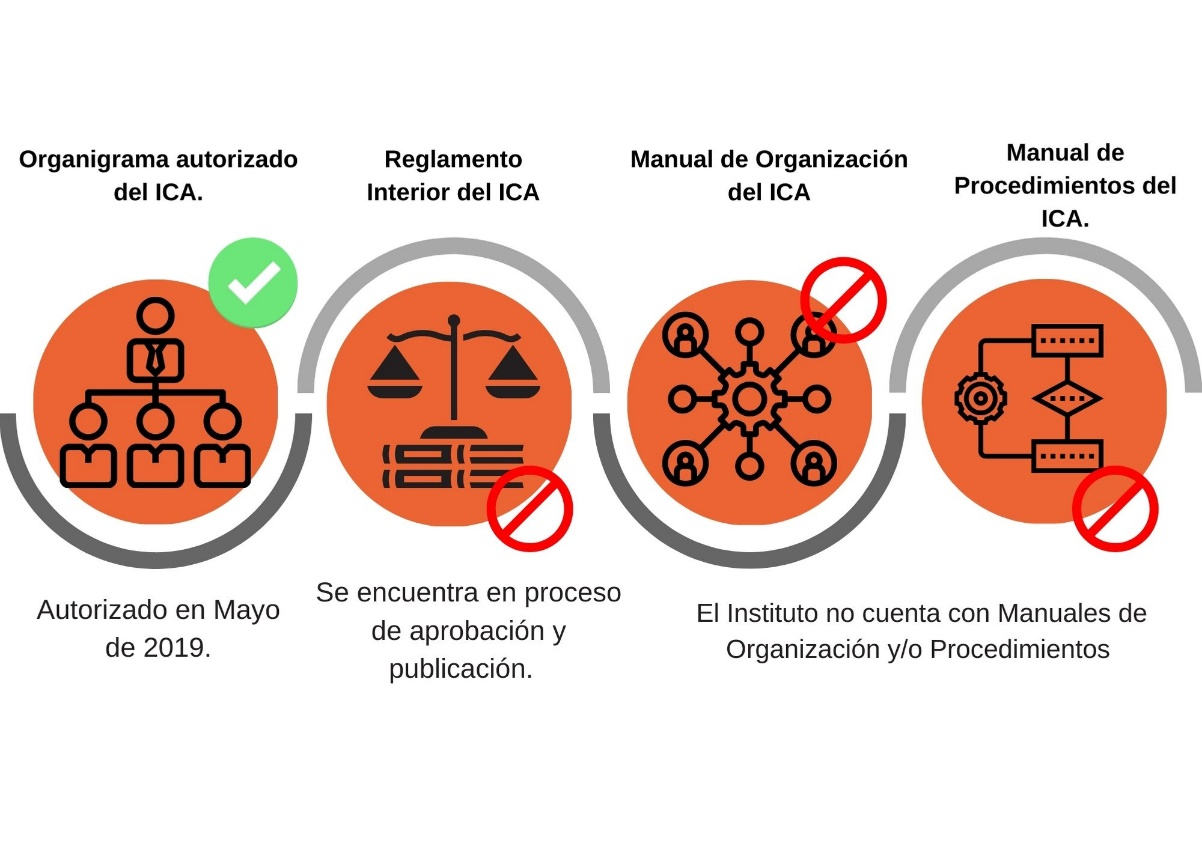 Organigrama autorizado
del ICA.
Reglamento
Interior del ICA
Manual de Organización
del ICA
Manual de
Procedimientos del
ICA.
Autorizado en Mayo
de 2019.
Se encuentra en proceso
de aprobación y
publicación.
El Instituto no cuenta con Manuales de
Organización y/o Procedimientos